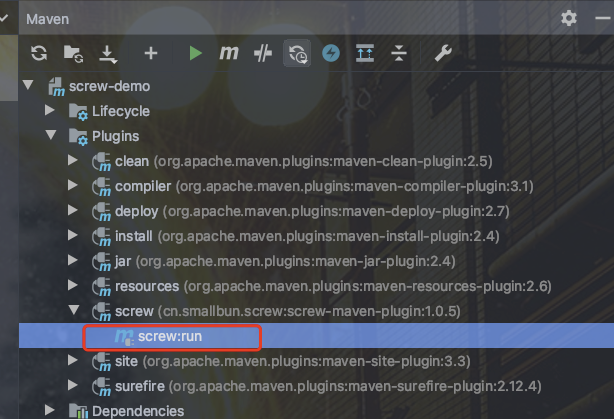 Maven
screw-demo
Lifecycle
Plugins
clean (org.apache.maven.plugins:maven-clean-plugin:2.5)
compiler (org.apache.maven.plugins:maven-compiler-plugin:3.1)
deploy (org.apache.maven.plugins:maven-deploy-plugin:2.7)
install (org.apache.maven.plugins:maven-install-plugin:2.4)
jar (org.apache.maven.plugins:maven-jar-plugin:2.4)
resources (org.apache.maven.plugins:maven-resources-plugin:2.6)
screw (cn.smallbun.screw:screw-maven-plugin:1.0.5)
screw:run
site (org.apache.maven.plugins:maven-site-plugin:3.3)
surefire (org.apache.maven.plugins:maven-surefire-plugin:2.12.4)
Dependencies